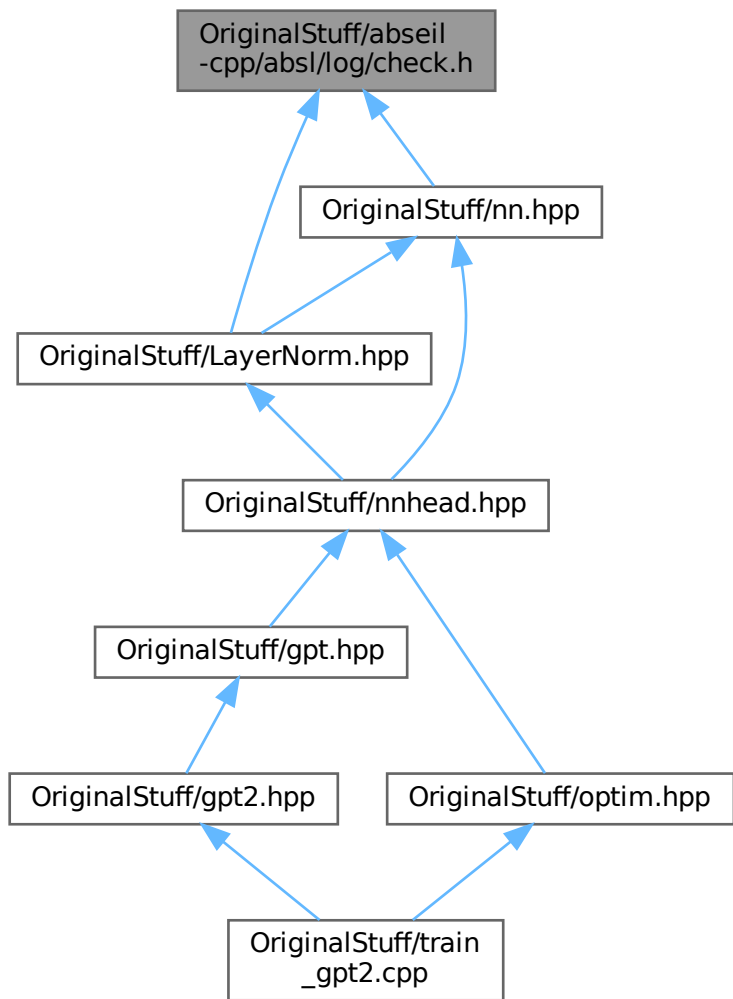 OriginalStuff/abseil
-cpp/absl/log/check.h
OriginalStuff/nn.hpp
OriginalStuff/LayerNorm.hpp
OriginalStuff/nnhead.hpp
OriginalStuff/gpt.hpp
OriginalStuff/gpt2.hpp
OriginalStuff/optim.hpp
OriginalStuff/train
_gpt2.cpp